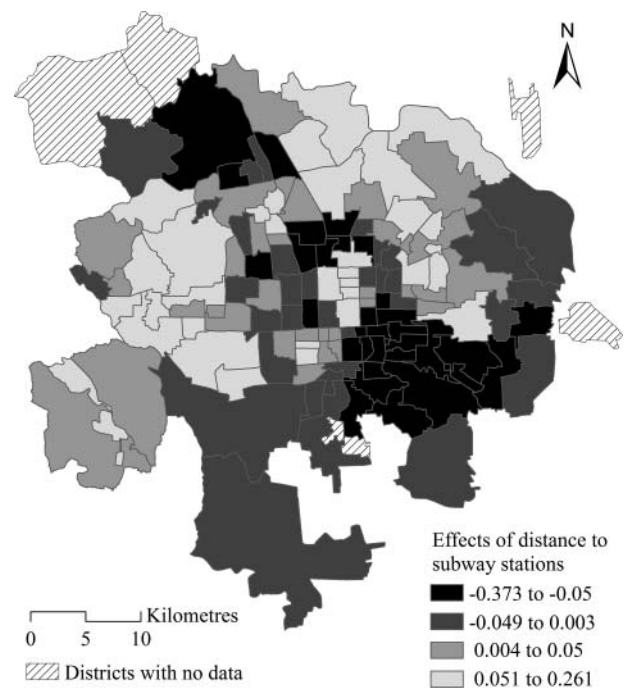 N
Effects of distance to
subway stations
-0.373 to -0.05
-0.049 to 0.003
0.004 to 0.05
0.051 to 0.261
Kilometres
0 5 10
Districts with no data